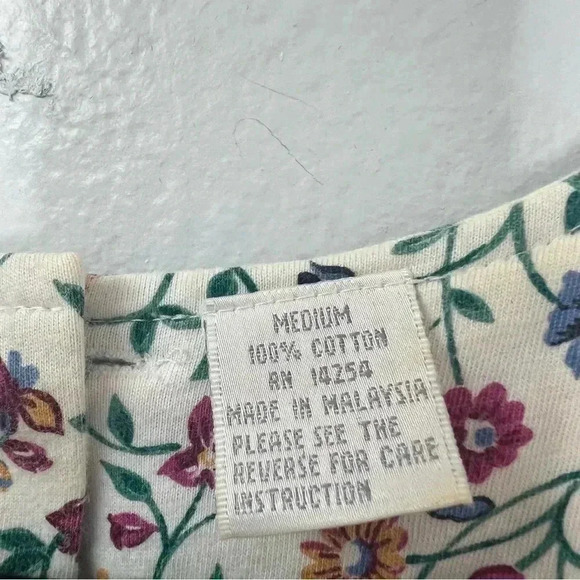 MEDIUM
100% COTTON
RN 14254
MADE IN MALAYSIA
PLEASE SEE THE
REVERSE FOR CARE
INSTRUCTION